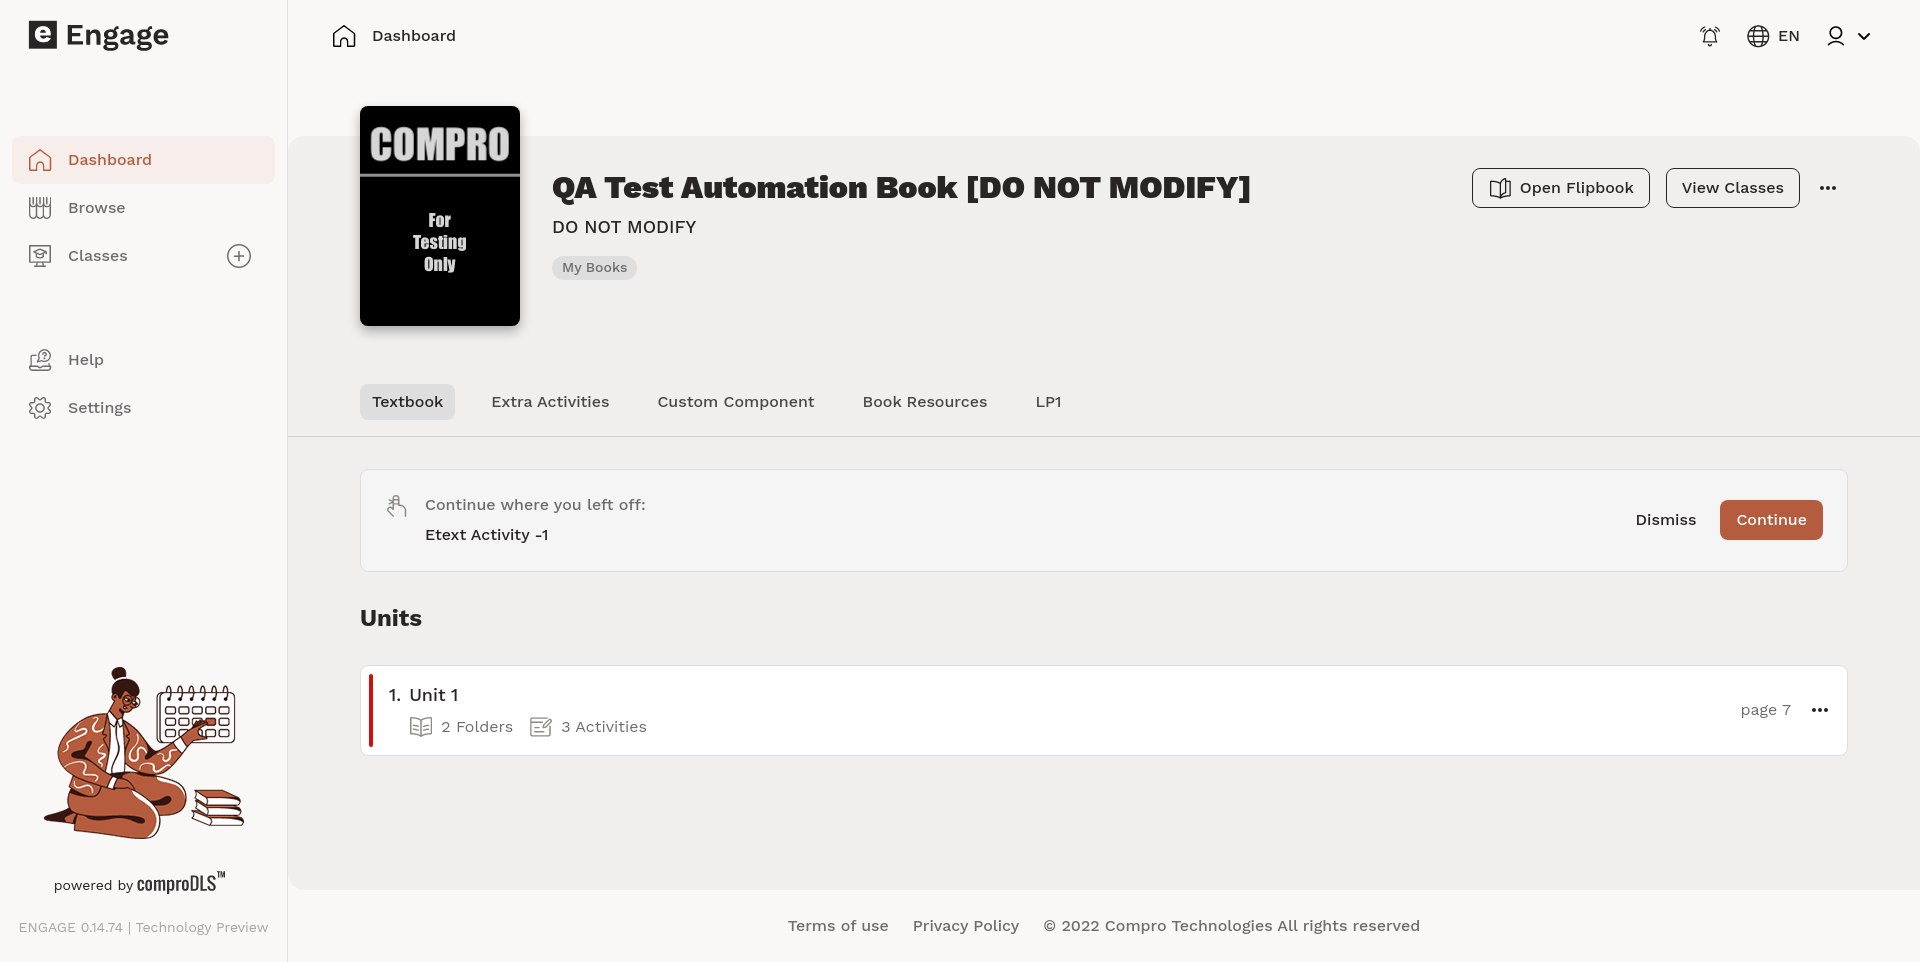 e Engage
Dashboard
EN
Dashboard
Browse
Classes
Help
Settings
COMPRO
For
Testing
Only
QA Test Automation Book [DO NOT MODIFY]
DO NOT MODIFY
My Books
Open Flipbook
View Classes
Textbook
Extra Activities
Custom Component
Book Resources
LP1
Continue where you left off:
Etext Activity -1
Dismiss
Continue
Units
1. Unit 1
2 Folders
3 Activities
page 7
powered by comproDLS™
ENGAGE 0.14.74 | Technology Preview
Terms of use
Privacy Policy
© 2022 Compro Technologies All rights reserved